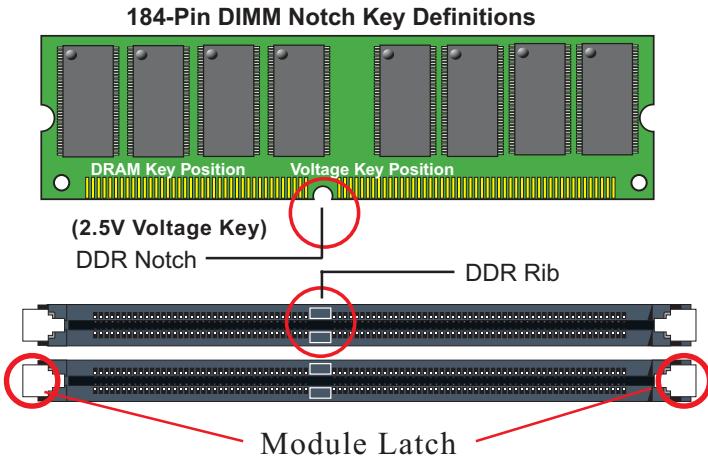 184-Pin DIMM Notch Key Definitions
DRAM Key Position
Voltage Key Position
(2.5V Voltage Key)
DDR Notch
DDR Rib
Module Latch